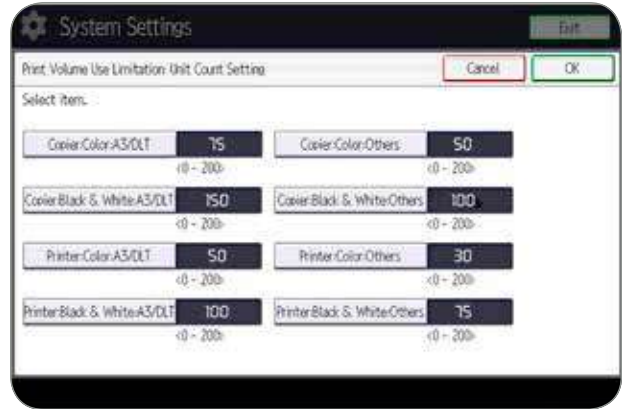 System Settings Exit
Print Volume Use Limitation Unit Count Setting Cancel OK
Select item.
Copier:Color:A3/DLT 75 Copier:Color:Others 50
<0 - 200> <0 - 200>
Copier:Black & White:A3/DLT 150 Copier:Black & White:Others 100
<0 - 200> <0 - 200>
Printer:Color:A3/DLT 50 Printer:Color:Others 30
<0 - 200> <0 - 200>
Printer:Black & White:A3/DLT 100 Printer:Black & White:Others 75
<0 - 200> <0 - 200>